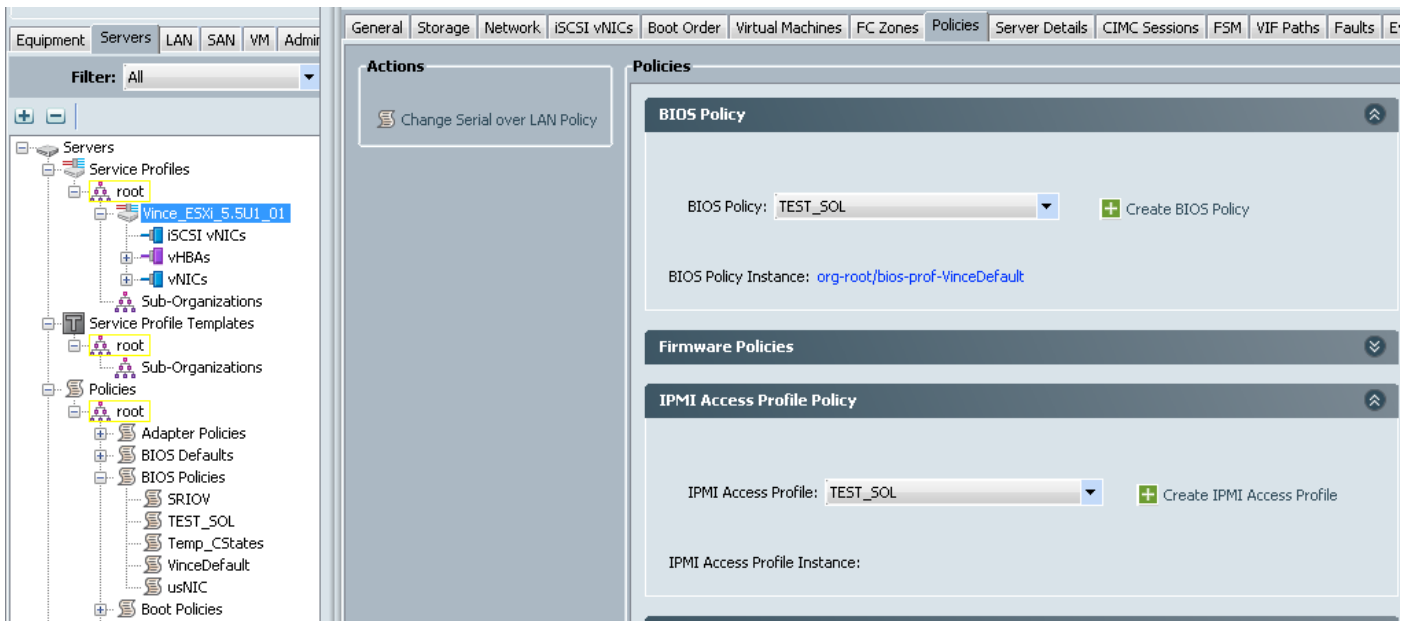 Equipment Servers LAN SAN VM Admin
Filter: All
Servers
Service Profiles
root
Vince_ESXi_5.5U1_01
iSCSI vNICs
vHBAs
vNICs
Sub-Organizations
Service Profile Templates
root
Sub-Organizations
Policies
root
Adapter Policies
BIOS Defaults
BIOS Policies
SRIOV
TEST_SOL
Temp_CStates
VinceDefault
usNIC
Boot Policies
General Storage Network iSCSI vNICs Boot Order Virtual Machines FC Zones Policies Server Details CIMC Sessions FSM VIF Paths Faults
Actions
Change Serial over LAN Policy
Policies
BIOS Policy
BIOS Policy: TEST_SOL
Create BIOS Policy
BIOS Policy Instance: org-root/bios-prof-VinceDefault
Firmware Policies
IPMI Access Profile Policy
IPMI Access Profile: TEST_SOL
Create IPMI Access Profile
IPMI Access Profile Instance: